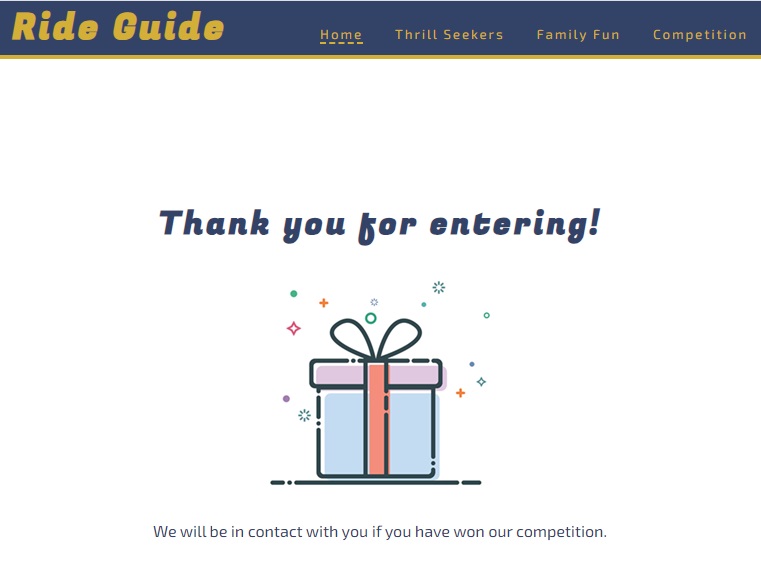 Ride Guide
Home Thrill Seekers Family Fun Competition
Thank you for entering!
We will be in contact with you if you have won our competition.